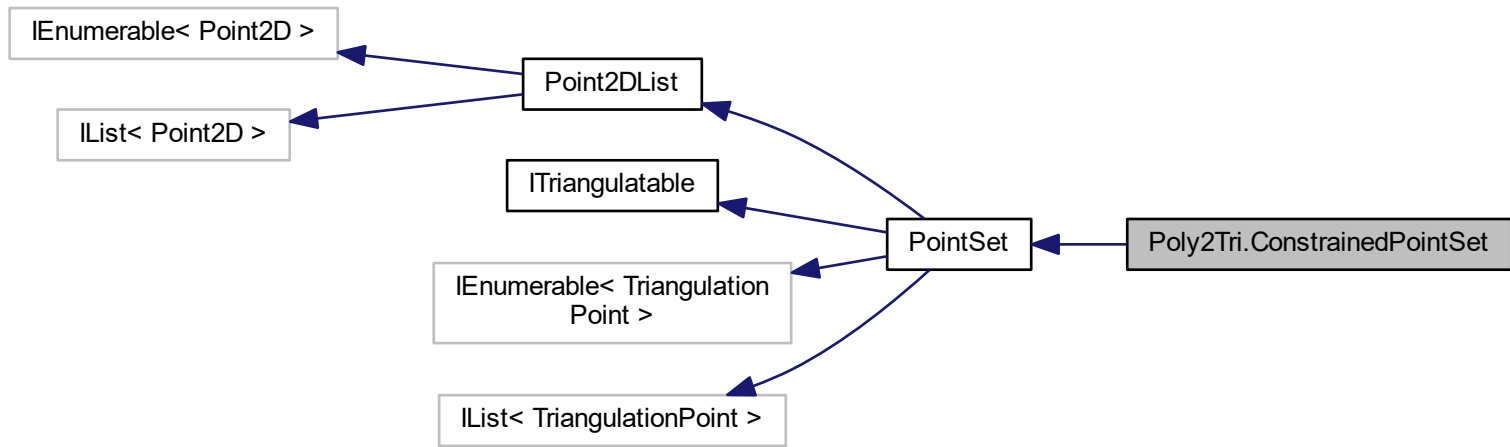 IEnumerable< Point2D >
Point2DList
IList< Point2D >
ITriangulatable
PointSet
Poly2Tri.ConstrainedPointSet
IEnumerable< Triangulation
Point >
IList< TriangulationPoint >